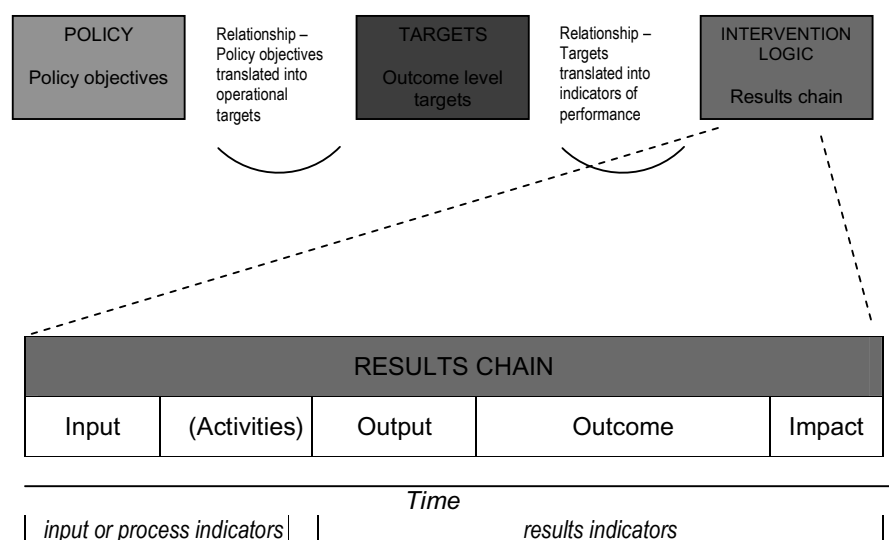 POLICY
Policy objectives
Relationship –
Policy objectives
translated into
operational
targets
TARGETS
Outcome level
targets
Relationship –
Targets
translated into
indicators of
performance
INTERVENTION
LOGIC
Results chain
RESULTS CHAIN
Input
(Activities)
Output
Outcome
Impact
Time
input or process indicators
results indicators